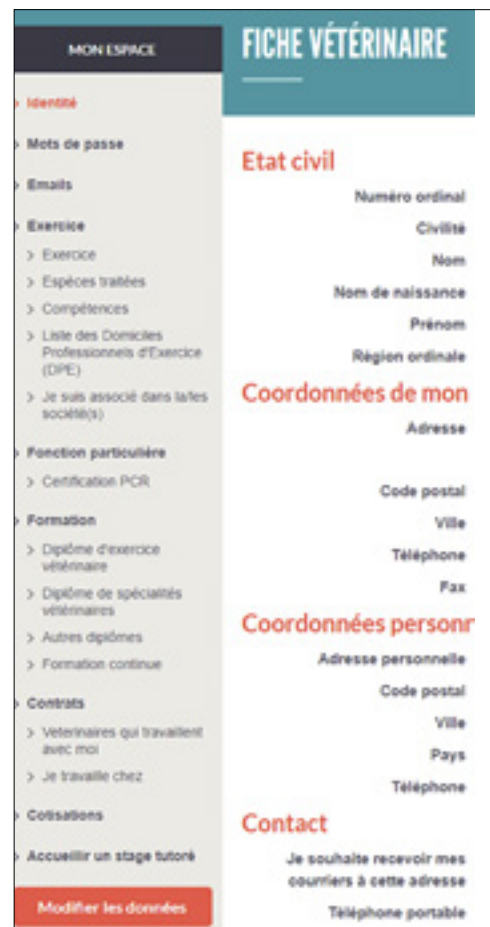 MON ESPACE
Identité
Mots de passe
Emails
Exercice
Exercice
Espèces traitées
Compétences
Liste des Domiciles
Professionnels d'Exercice
(DPE)
Je suis associé dans la/les
société(s)
Fonction particulière
Certification PCR
Formation
Diplôme d'exercice
vétérinaire
Diplôme de spécialités
vétérinaires
Autres diplômes
Formation continue
Contrats
Veterinaires qui travaillent
avec moi
Je travaille chez
Cotisations
Accueillir un stage tutoré
Modifier les données
FICHE VÉTÉRINAIRE
Etat civil
Numéro ordinal
Civilité
Nom
Nom de naissance
Prénom
Région ordinale
Coordonnées de mon
Adresse
Code postal
Ville
Téléphone
Fax
Coordonnées personn
Adresse personnelle
Code postal
Ville
Pays
Téléphone
Contact
Je souhaite recevoir mes
courriers à cette adresse
Téléphone portable